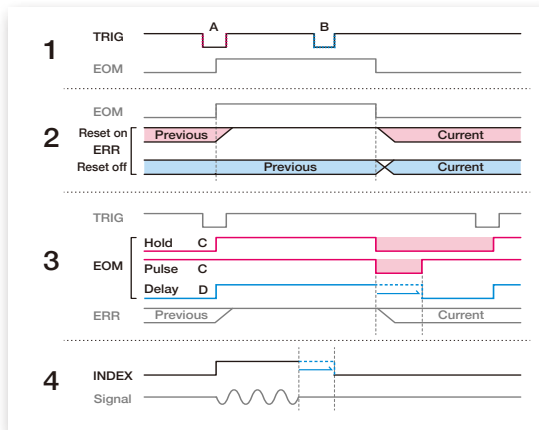 A B
1 TRIG
EOM
EOM
Reset on Previous Current
2 ERR
Reset off Previous Current
TRIG
Hold C
3 EOM Pulse C
Delay D
ERR Previous Current
4 INDEX
Signal